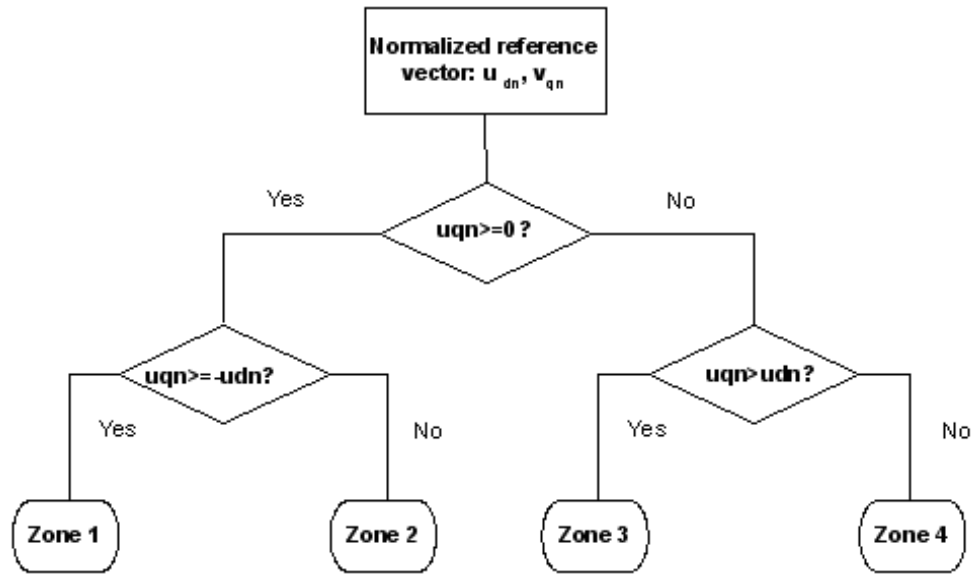 Normalized reference
vector: u dn, v qn
Yes
No
uqn>=0 ?
uqn>=-udn?
uqn>udn?
Yes
No
Yes
No
Zone 1
Zone 2
Zone 3
Zone 4